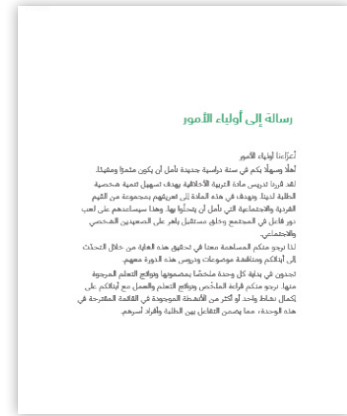 رسالة إلى أولياء الأمور
أعزّاءنا أولياء الأمور
أهلًا وسهلًا بكم في سنة دراسية جديدة نأمل أن يكون مثمرًا ومفيدًا.
لقد قررنا تدريس مادة التربية الأخلاقية بهدف تسهيل تنمية شخصية
الطلبة لدينا. ونهدف في هذه المادة إلى تعريفهم بمجموعة من القيم
الفردية والاجتماعية التي نأمل أن يتحلّوا بها. وهذا سيساعدهم على لعب
دور فاعل في المجتمع وخلق مستقبل باهر على الصعيدين الشخصي
والاجتماعي.
لذا نرجو منكم المساهمة معنا في تحقيق هذه الغاية من خلال التحدّث
إلى أبنائكم ومناقشة موضوعات ودروس هذه الدورة معهم.
تجدون في بداية كل وحدة ملخصًا بمضمونها ونواتج التعلم المرجوة
منها. نرجو منكم قراءة الملخّص ونواتج التعلم والعمل مع أبنائكم على
إكمال نشاط واحد أو أكثر من الأنشطة الموجودة في القائمة المقترحة في
هذه الوحدة، مما يضمن التفاعل بين الطلبة وأفراد أسرهم.